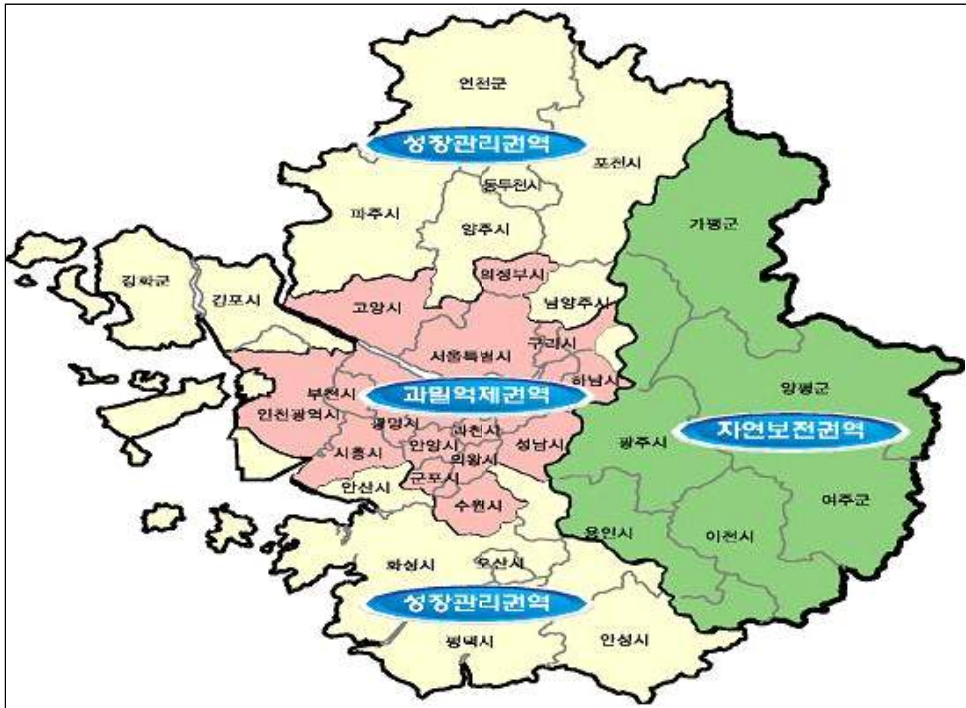 연천군
성장관리권역
포천시
동두천시
파주시
양주시
가평군
강화군
김포시
의정부시
고양시
남양주시
서울특별시
구리시
하남시
부천시
과밀억제권역
양평군
인천광역시
광명시
과천시
자연보전권역
시흥시
안양시
성남시
광주시
의왕시
안산시
군포시
수원시
여주군
용인시
이천시
화성시
오산시
성장관리권역
평택시
안성시